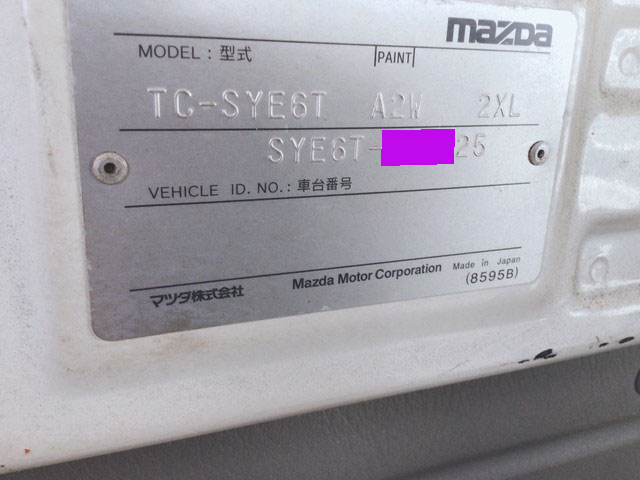 mazda
MODEL: 型式 PAINT
TC-SYE6T A2W 2XL
SYE6T- 25
VEHICLE ID. NO.: 車台番号
マツダ株式会社 Mazda Motor Corporation Made in Japan
(8595B)